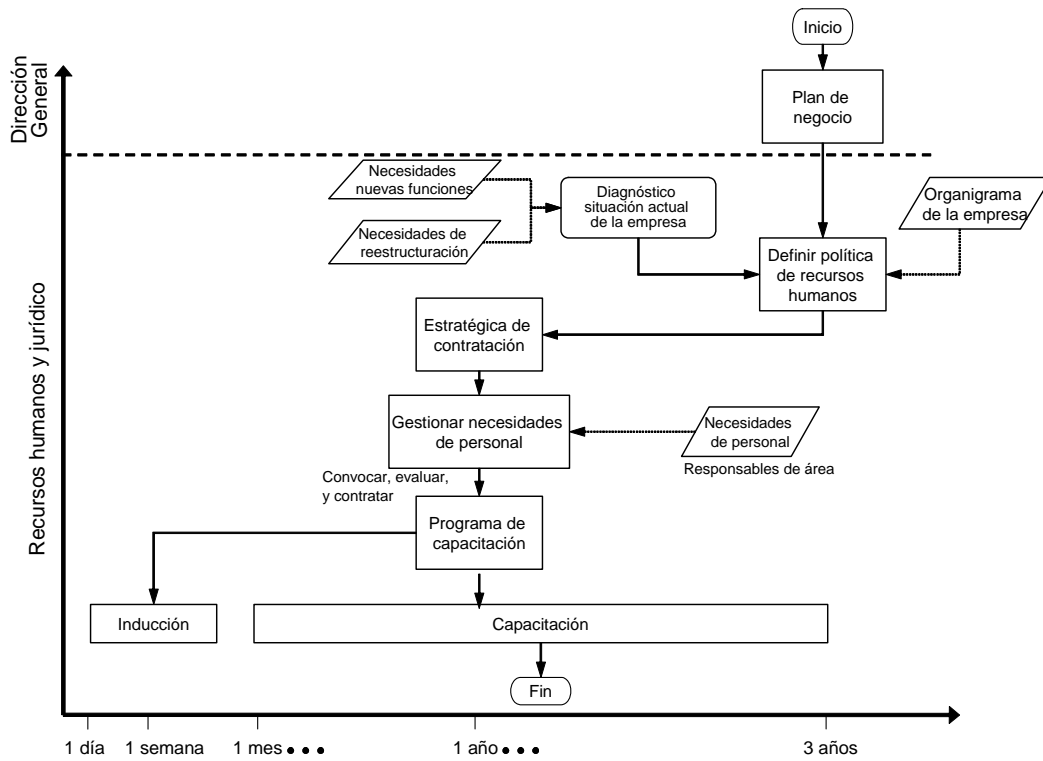 Inicio
Dirección
General
Plan de
negocio
Necesidades
nuevas funciones
Diagnóstico
situación actual
de la empresa
Organigrama
de la empresa
Necesidades de
reestructuración
Definir política
de recursos
humanos
Recursos humanos y jurídico
Estratégica de
contratación
Gestionar necesidades
de personal
Necesidades
de personal
Responsables de área
Convocar, evaluar,
y contratar
Programa de
capacitación
Inducción
Capacitación
Fin
1 día
1 semana
1 mes • • •
1 año • • •
3 años